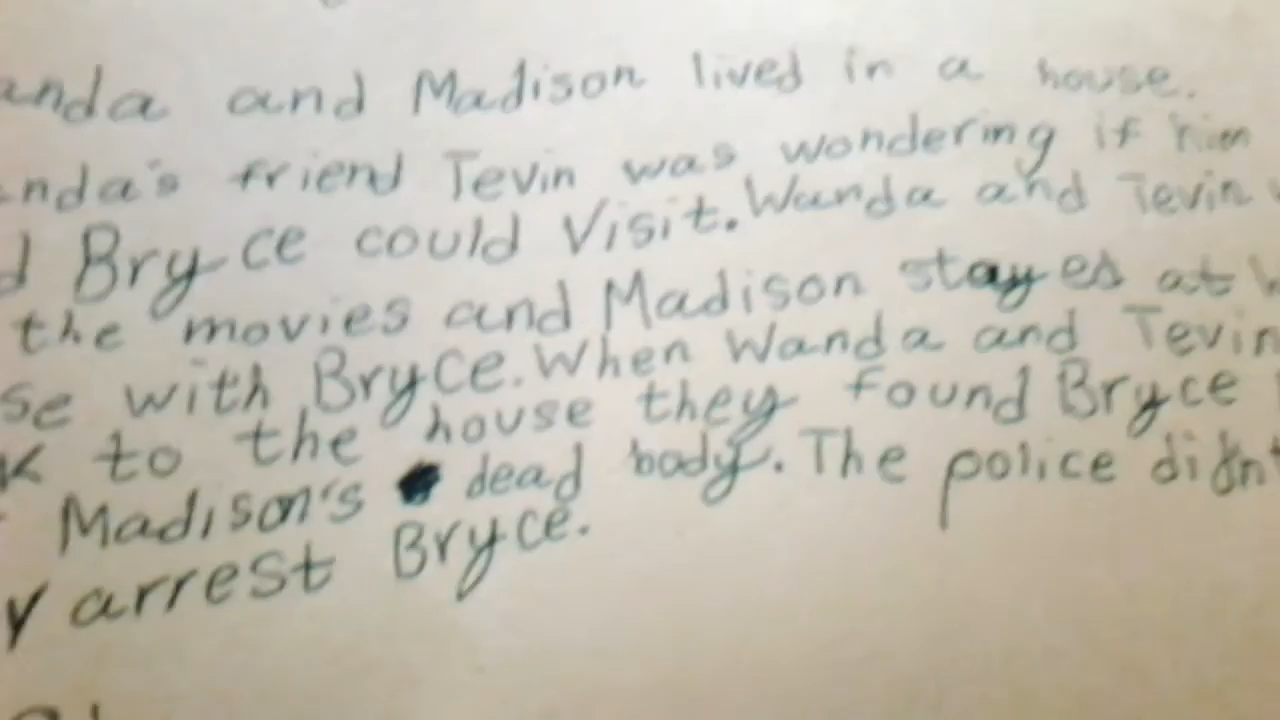 anda and Madison lived in a house.
nda's friend Tevin was wondering if him
d Bryce could Visit. Wanda and Tevin
the movies and Madison stayes at
se with Bryce. When Wanda and Tevin
k to the house they found Bryce
Madison's dead body. The police didnt
y arrest Bryce.